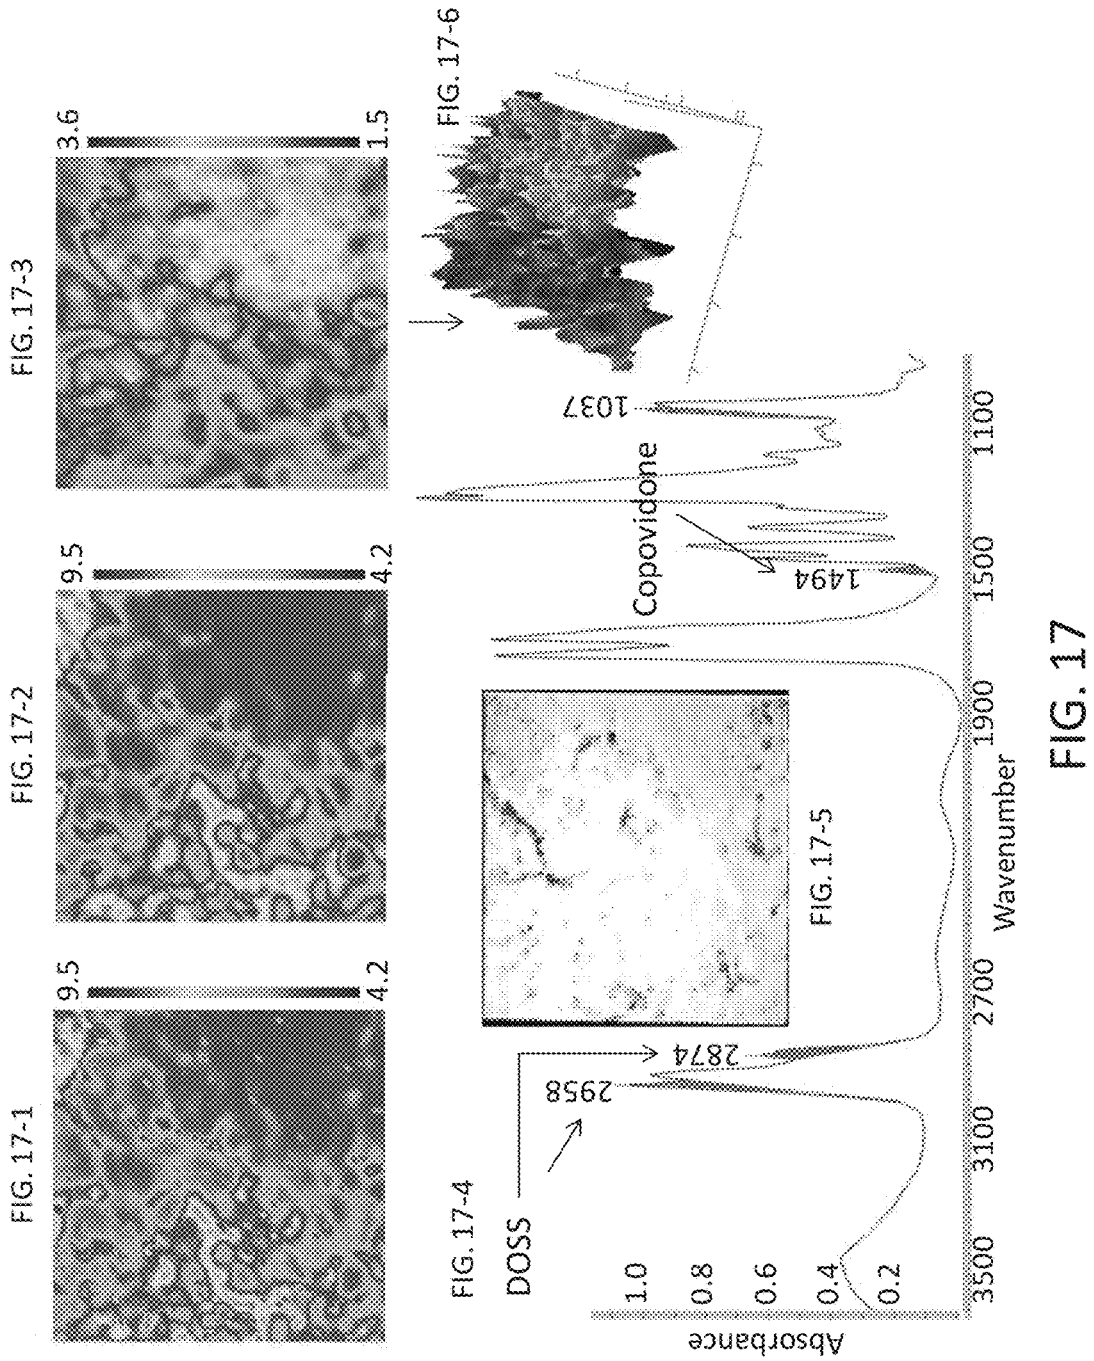 FIG. 17-1
9.5
4.2
FIG. 17-2
9.5
4.2
FIG. 17-3
3.6
1.5
FIG. 17-4
DOSS
2958
2874
FIG. 17-5
Copovidone
1494
1037
FIG. 17-6
Absorbance
1.0
0.8
0.6
0.4
0.2
3500
3100
2700
1900
1500
1100
Wavenumber
FIG. 17